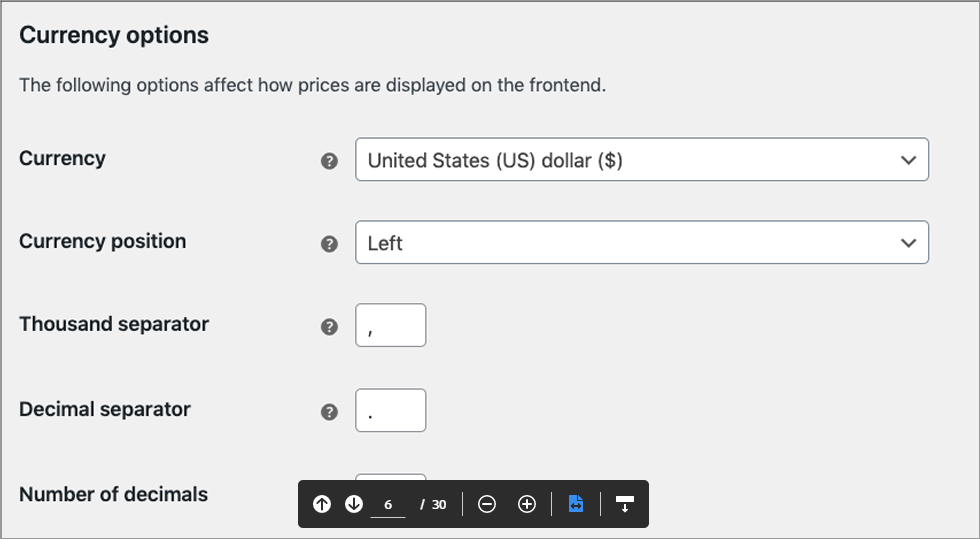 Currency options
The following options affect how prices are displayed on the frontend.
Currency ? United States (US) dollar ($)
Currency position ? Left
Thousand separator ? ,
Decimal separator ? .
Number of decimals
6 / 30